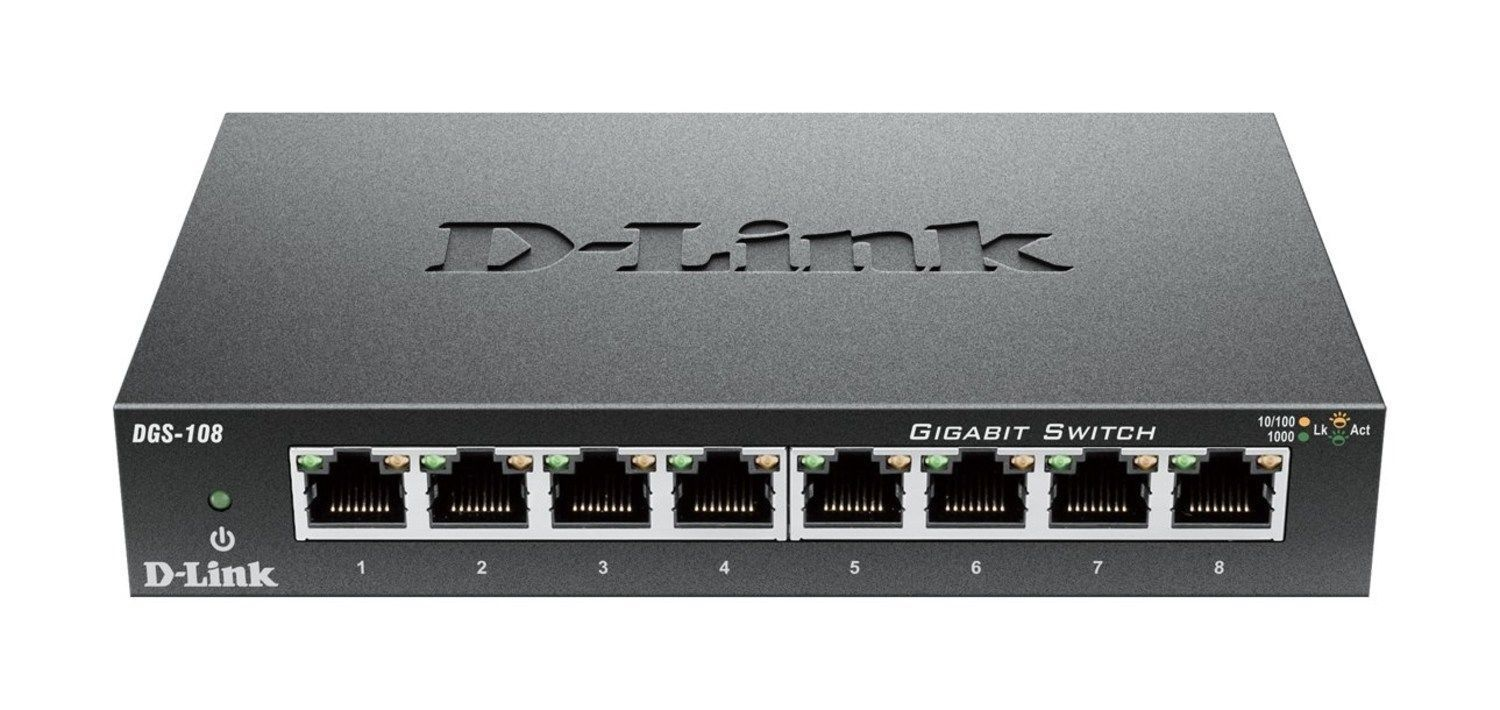 D-Link
DGS-108
GIGABIT SWITCH
10/100
1000
Lk
Act
D-Link
1 2 3 4 5 6 7 8